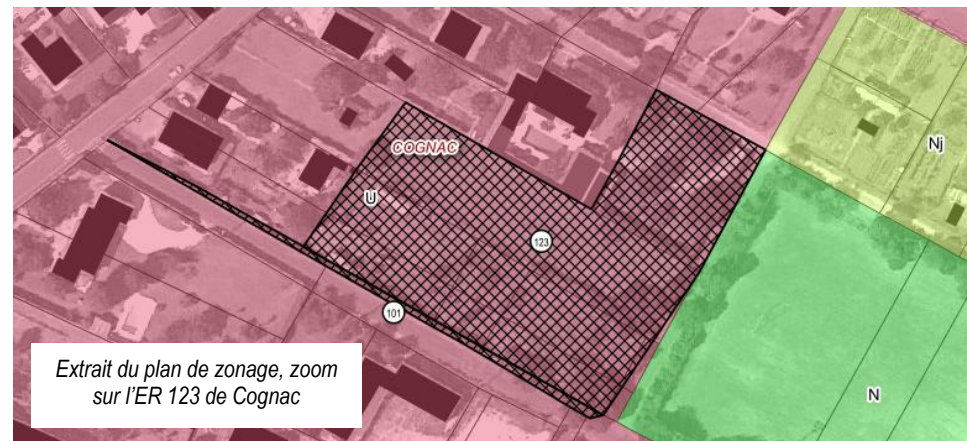 COGNAC
Nj
U
123
101
N
Extrait du plan de zonage, zoom
sur l'ER 123 de Cognac